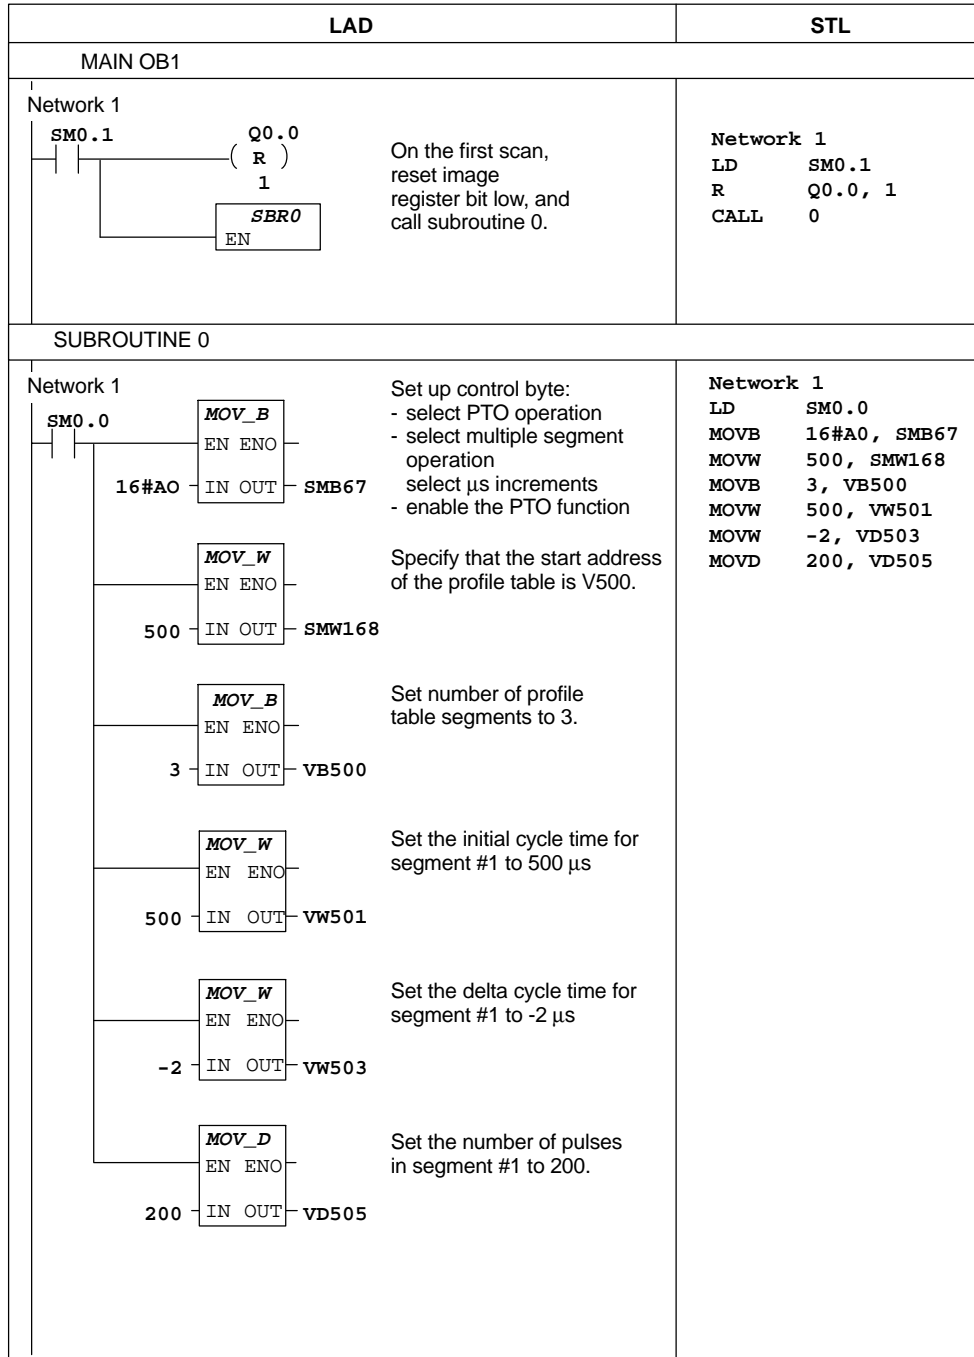 LAD
STL
MAIN OB1
Network 1
SM0.1
Q0.0
( R )
1
SBR0
EN
On the first scan,
reset image
register bit low, and
call subroutine 0.
Network 1
LD SM0.1
R Q0.0, 1
CALL 0
SUBROUTINE 0
Network 1
SM0.0
MOV_B
EN ENO
16#AO IN OUT SMB67
Set up control byte:
- select PTO operation
- select multiple segment
operation
select µs increments
- enable the PTO function
MOV_W
EN ENO
500 IN OUT SMW168
Specify that the start address
of the profile table is V500.
MOV_B
EN ENO
3 IN OUT VB500
Set number of profile
table segments to 3.
MOV_W
EN ENO
500 IN OUT VW501
Set the initial cycle time for
segment #1 to 500 µs
MOV_W
EN ENO
-2 IN OUT VW503
Set the delta cycle time for
segment #1 to -2 µs
MOV_D
EN ENO
200 IN OUT VD505
Set the number of pulses
in segment #1 to 200.
Network 1
LD SM0.0
MOVB 16#A0, SMB67
MOVW 500, SMW168
MOVB 3, VB500
MOVW 500, VW501
MOVW -2, VD503
MOVD 200, VD505